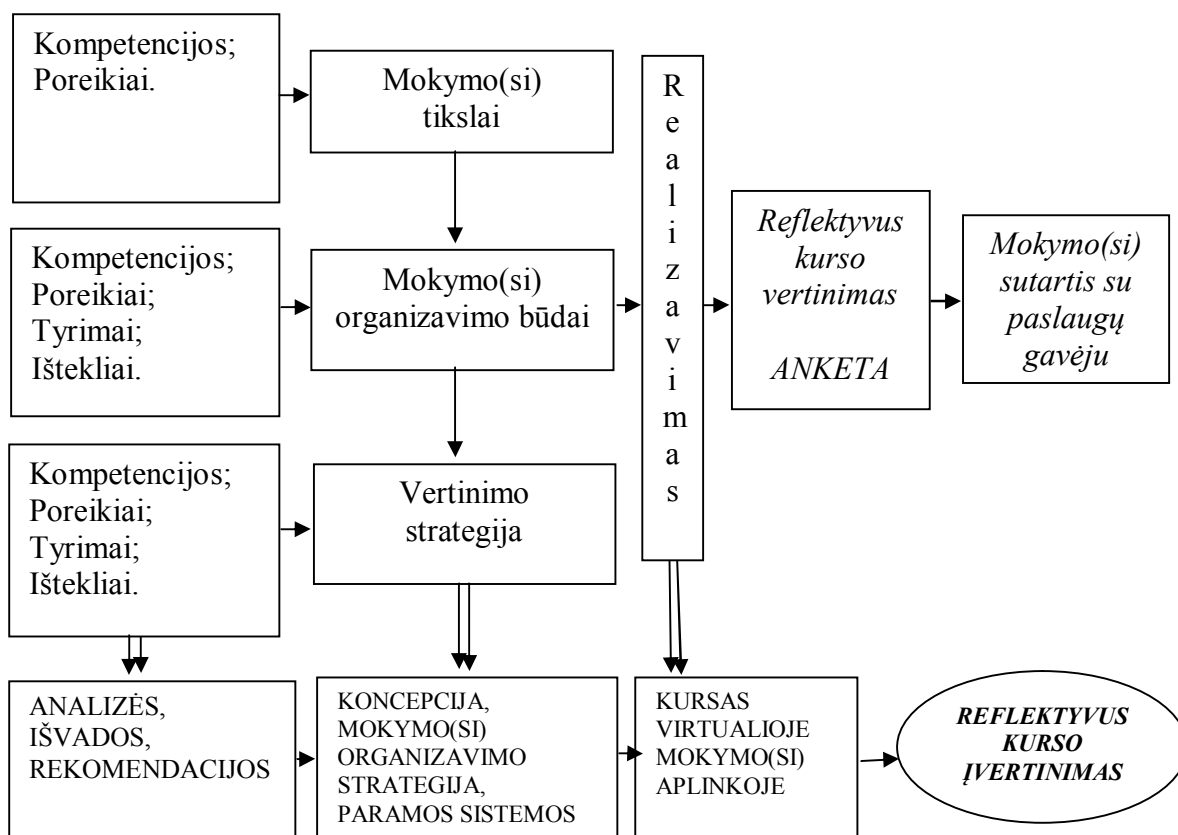 Kompetencijos;
Poreikiai.
Mokymo(si)
tikslai
Realizavimas
Kompetencijos;
Poreikiai;
Tyrimai;
Ištekliai.
Mokymo(si)
organizavimo būdai
Reflektyvus
kurso
vertinimas
ANKETA
Mokymo(si)
sutartis su
paslaugų
gavėju
Kompetencijos;
Poreikiai;
Tyrimai;
Ištekliai.
Vertinimo
strategija
ANALIZĖS,
IŠVADOS,
REKOMENDACIJOS
KONCEPCIJA,
MOKYMO(SI)
ORGANIZAVIMO
STRATEGIJA,
PARAMOS SISTEMOS
KURSAS
VIRTUALIOJE
MOKYMO(SI)
APLINKOJE
REFLEKTYVUS
KURSO
ĮVERTINIMAS